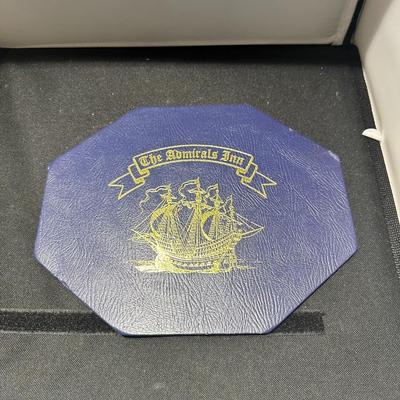 The Admirals Inn